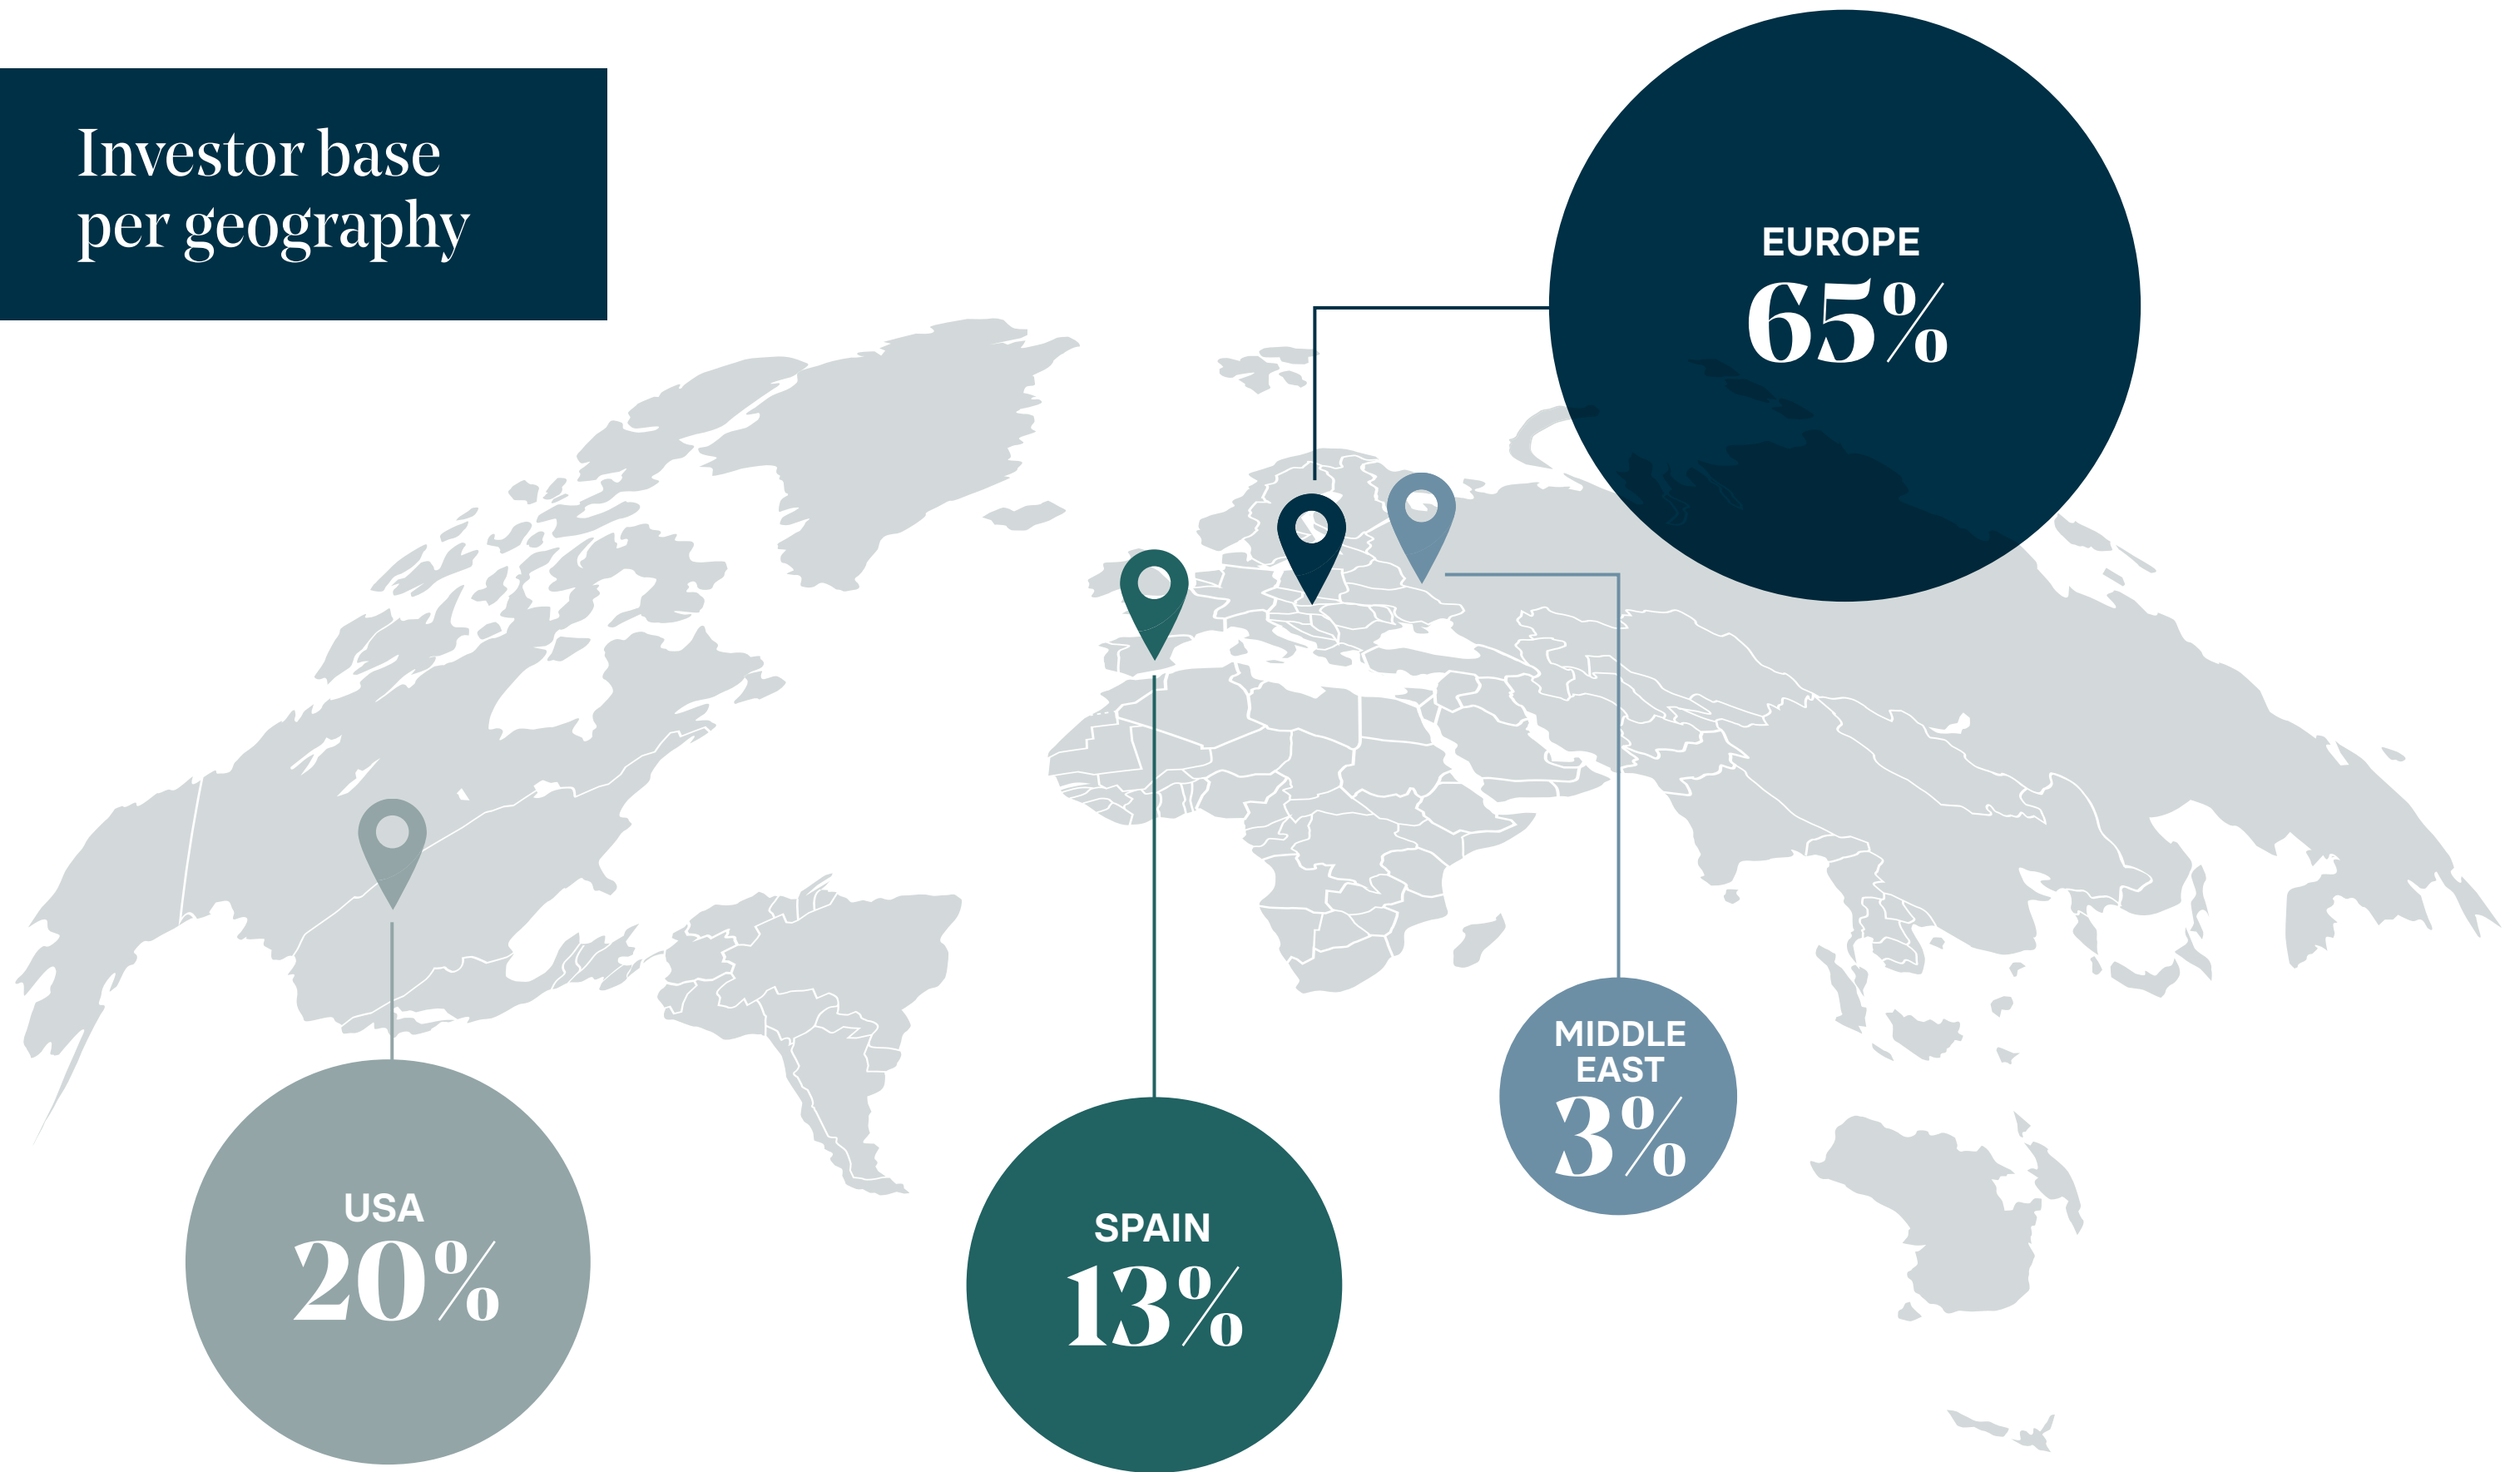 Investor base
per geography
EUROPE
65%
MIDDLE
EAST
3%
USA
20%
SPAIN
13%